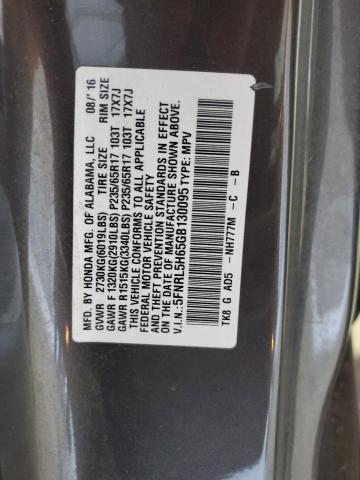 MFD. BY HONDA MFG. OF ALABAMA, LLC 08/'16
GVWR 2730KG(6019LBS) TIRE SIZE RIM SIZE
GAWR F 1320KG(2910LBS) P235/65R17 103T 17X7J
GAWR R1515KG(3340LBS) P235/65R17 103T 17X7J
THIS VEHICLE CONFORMS TO ALL APPLICABLE
FEDERAL MOTOR VEHICLE SAFETY
AND THEFT PREVENTION STANDARDS IN EFFECT
ON THE DATE OF MANUFACTURE SHOWN ABOVE.
V.I.N.:5FNRL5H65GB130095 TYPE: MPV
TK8 G AD5 -NH777M -C -B